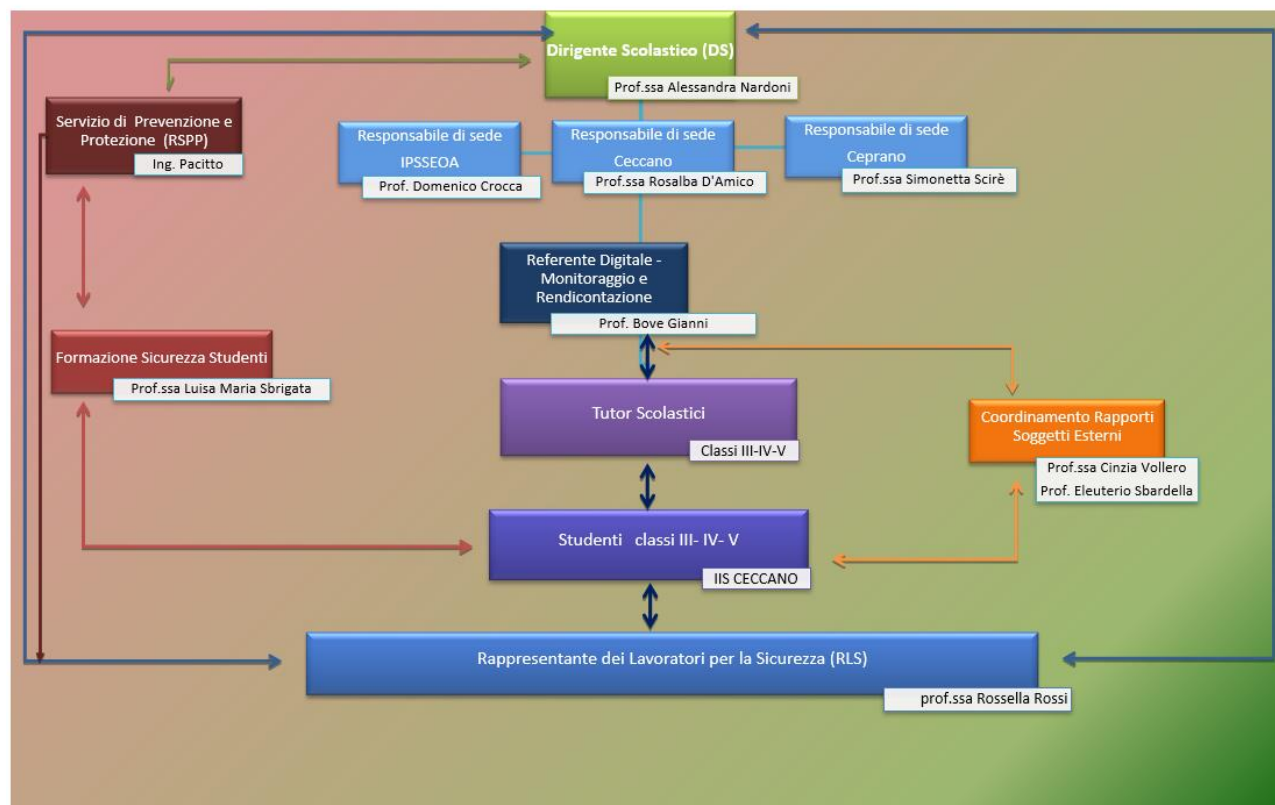 Dirigente Scolastico (DS)
Prof.ssa Alessandra Nardoni
Servizio di Prevenzione e
Protezione (RSPP)
Ing. Pacitto
Responsabile di sede
IPSSEOA
Prof. Domenico Crocca
Responsabile di sede
Ceccano
Prof.ssa Rosalba D'Amico
Responsabile di sede
Ceprano
Prof.ssa Simonetta Scirè
Referente Digitale -
Monitoraggio e
Rendicontazione
Prof. Bove Gianni
Formazione Sicurezza Studenti
Prof.ssa Luisa Maria Sbrigata
Tutor Scolastici
Classi III-IV-V
Coordinamento Rapporti
Soggetti Esterni
Prof.ssa Cinzia Vollero
Prof. Eleuterio Sbardella
Studenti classi III- IV- V
IIS CECCANO
Rappresentante dei Lavoratori per la Sicurezza (RLS)
prof.ssa Rossella Rossi